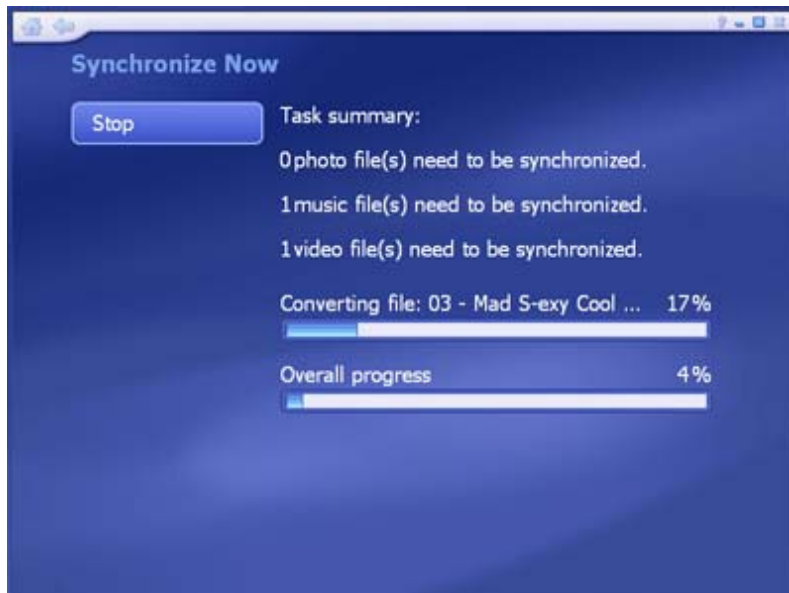 Synchronize Now
Stop
Task summary:
0 photo file(s) need to be synchronized.
1 music file(s) need to be synchronized.
1 video file(s) need to be synchronized.
Converting file: 03 - Mad S-exy Cool ... 17%
Overall progress 4%